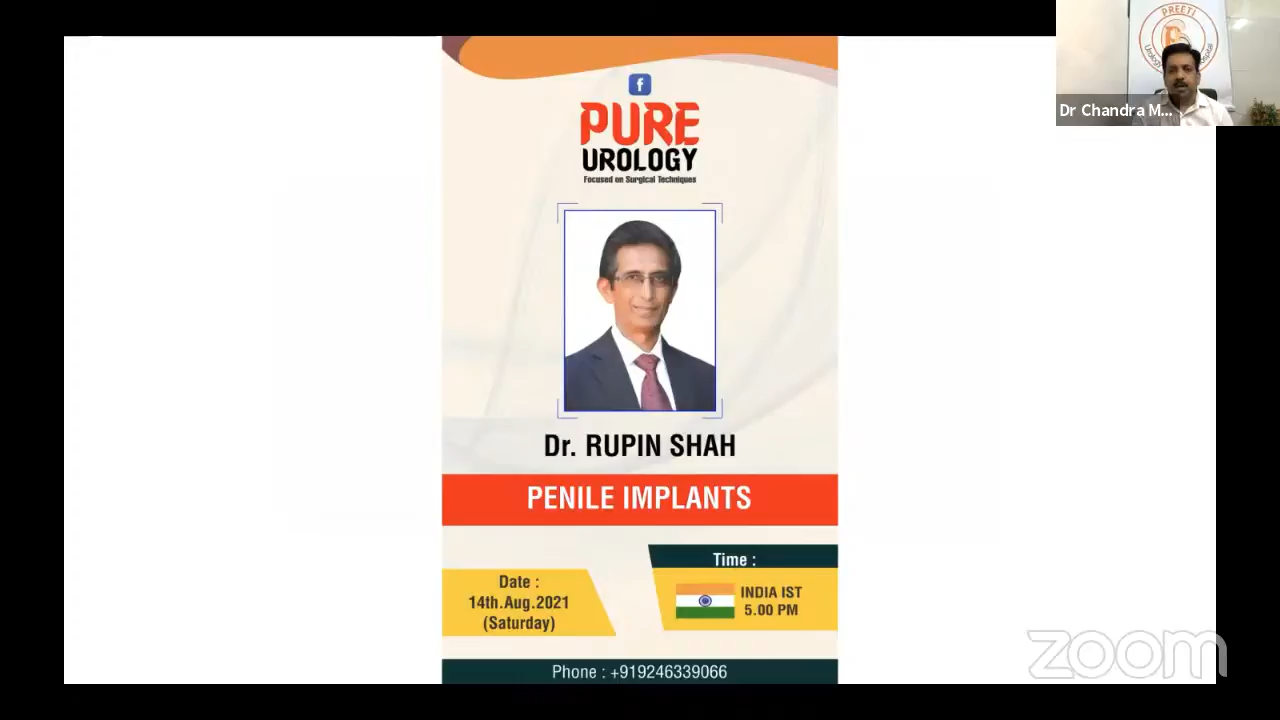 f
PURE
UROLOGY
Focused on Surgical Techniques
Dr. RUPIN SHAH
PENILE IMPLANTS
Date :
14th.Aug.2021
(Saturday)
Time :
INDIA IST
5.00 PM
Phone : +919246339066
PREETI
Dr Chandra M...
zoom